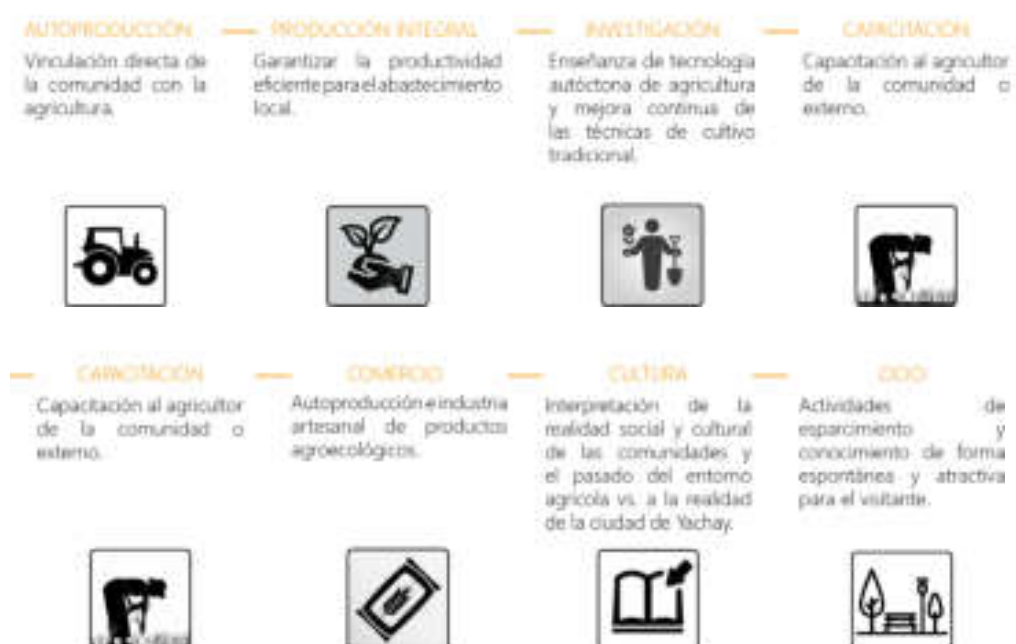 AUTOPRODUCCIÓN
Vinculación directa de
la comunidad con la
agricultura.
PRODUCCIÓN INTEGRAL
Garantizar la productividad
eficiente para el abastecimiento
local.
INVESTIGACIÓN
Enseñanza de tecnología
autóctona de agricultura
y mejora continua de
las técnicas de cultivo
tradicional.
CAPACITACIÓN
Capacitación al agricultor
de la comunidad o
externo.
CAPACITACIÓN
Capacitación al agricultor
de la comunidad o
externo.
COMERCIO
Autoproducción e industria
artesanal de productos
agroecológicos.
CULTURA
Interpretación de la
realidad social y cultural
de las comunidades y
el pasado del entorno
agrícola vs. a la realidad
de la ciudad de Yachay.
OCIO
Actividades de
esparcimiento y
conocimiento de forma
espontánea y atractiva
para el visitante.